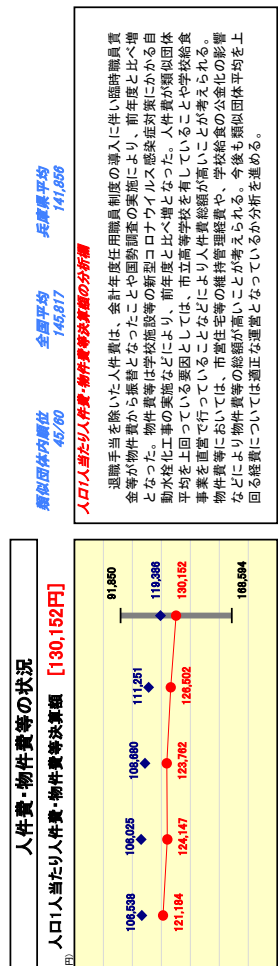 人件費・物件費等の状況
人口1人当たり人件費・物件費等決算額 [130,152円]
円)
91,850
106,538
106,025
108,680
111,251
119,386
121,184
124,147
123,762
126,502
130,152
168,594
類似団体内順位
45/60
全国平均
145,817
兵庫県平均
141,856
人口1人当たり人件費・物件費等決算額の分析欄
退職手当を除いた人件費は、会計年度任用職員制度の導入に伴い臨時職員賃
金等が物件費から振替となったことや国勢調査の実施により、前年度と比べ増
となった。物件費等は学校施設等の新型コロナウイルス感染症対策にかかる自
動水栓化工事の実施などにより、前年度と比べ増となった。人件費が類似団体
平均を上回っている要因としては、市立高等学校を有していることや学校給食
事業を直営で行っていることなどにより人件費総額が高いことが考えられる。
物件費等においては、市営住宅等の維持管理経費や、学校給食の公金化の影響
などにより物件費等の総額が高いことが考えられる。今後も類似団体平均を上
回る経費については適正な運営となっているか分析を進める。